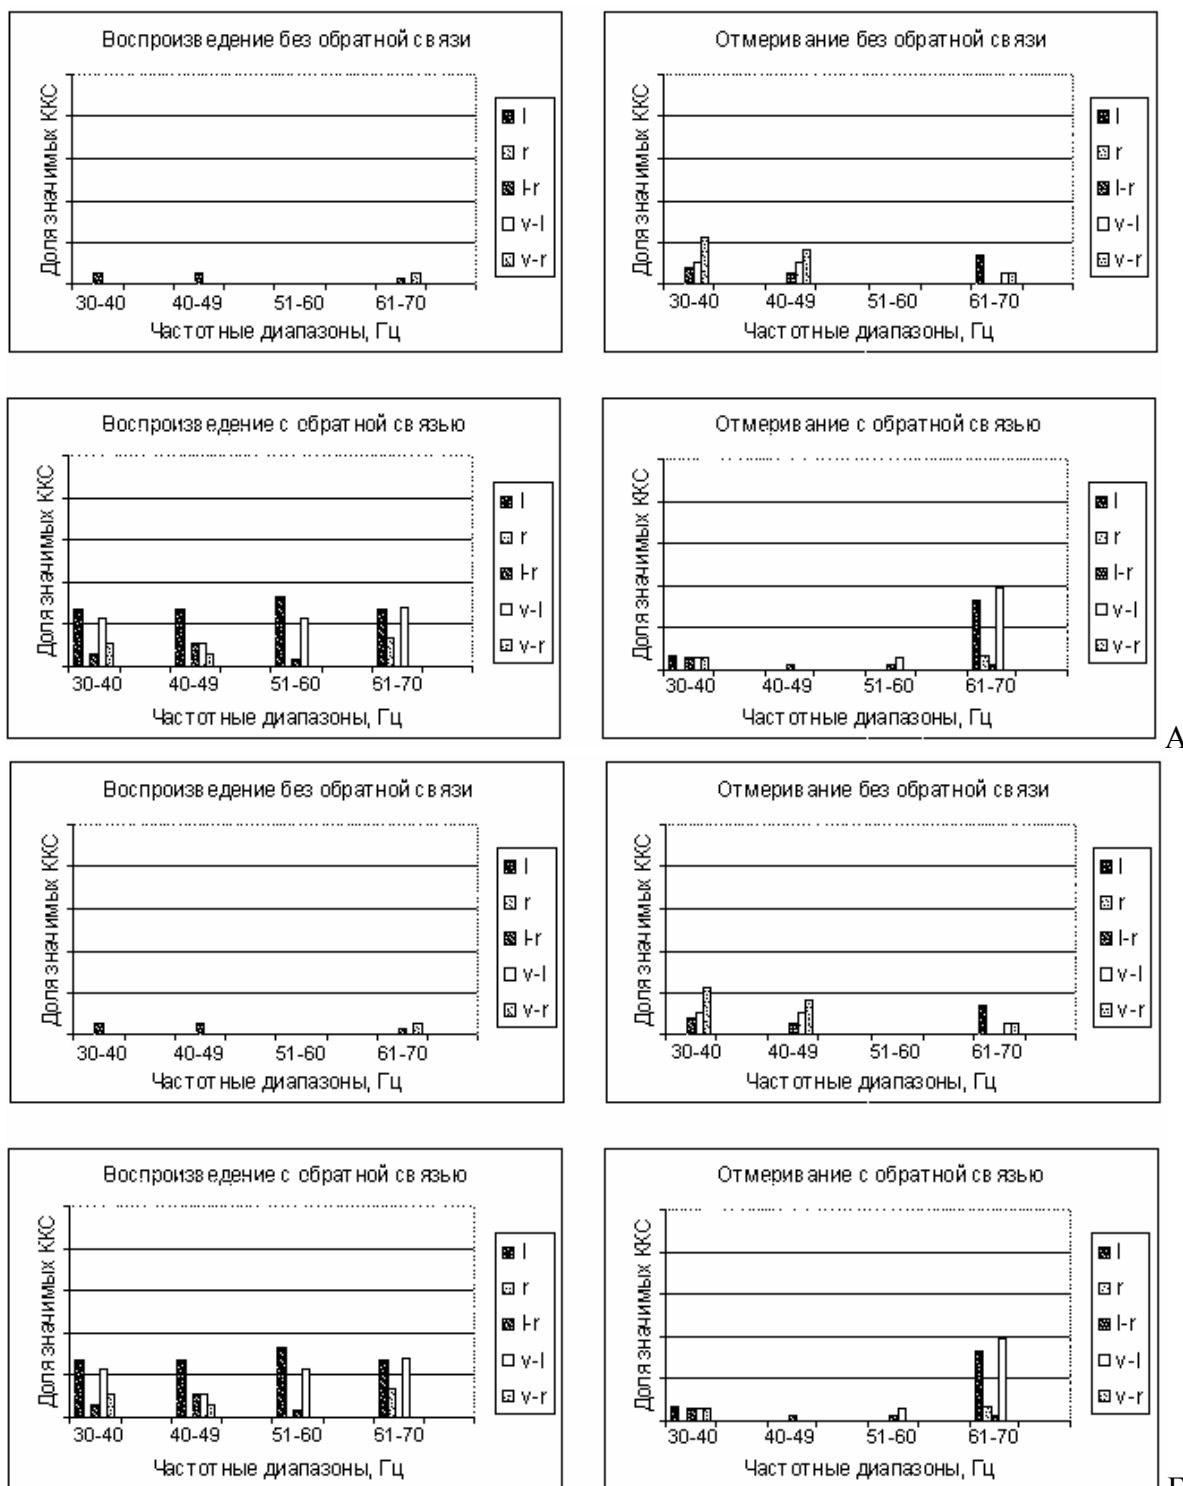 Воспроизведение без обратной связи
Доля значимых ККС
30-40 40-49 51-60 61-70
Частотные диапазоны, Гц
l
r
l-r
v-l
v-r
Отмеривание без обратной связи
Доля значимых ККС
30-40 40-49 51-60 61-70
Частотные диапазоны, Гц
l
r
l-r
v-l
v-r
Воспроизведение с обратной связью
Доля значимых ККС
30-40 40-49 51-60 61-70
Частотные диапазоны, Гц
l
r
l-r
v-l
v-r
Отмеривание с обратной связью
Доля значимых ККС
30-40 40-49 51-60 61-70
Частотные диапазоны, Гц
l
r
l-r
v-l
v-r
А
Воспроизведение без обратной связи
Доля значимых ККС
30-40 40-49 51-60 61-70
Частотные диапазоны, Гц
l
r
l-r
v-l
v-r
Отмеривание без обратной связи
Доля значимых ККС
30-40 40-49 51-60 61-70
Частотные диапазоны, Гц
l
r
l-r
v-l
v-r
Воспроизведение с обратной связью
Доля значимых ККС
30-40 40-49 51-60 61-70
Частотные диапазоны, Гц
l
r
l-r
v-l
v-r
Отмеривание с обратной связью
Доля значимых ККС
30-40 40-49 51-60 61-70
Частотные диапазоны, Гц
l
r
l-r
v-l
v-r